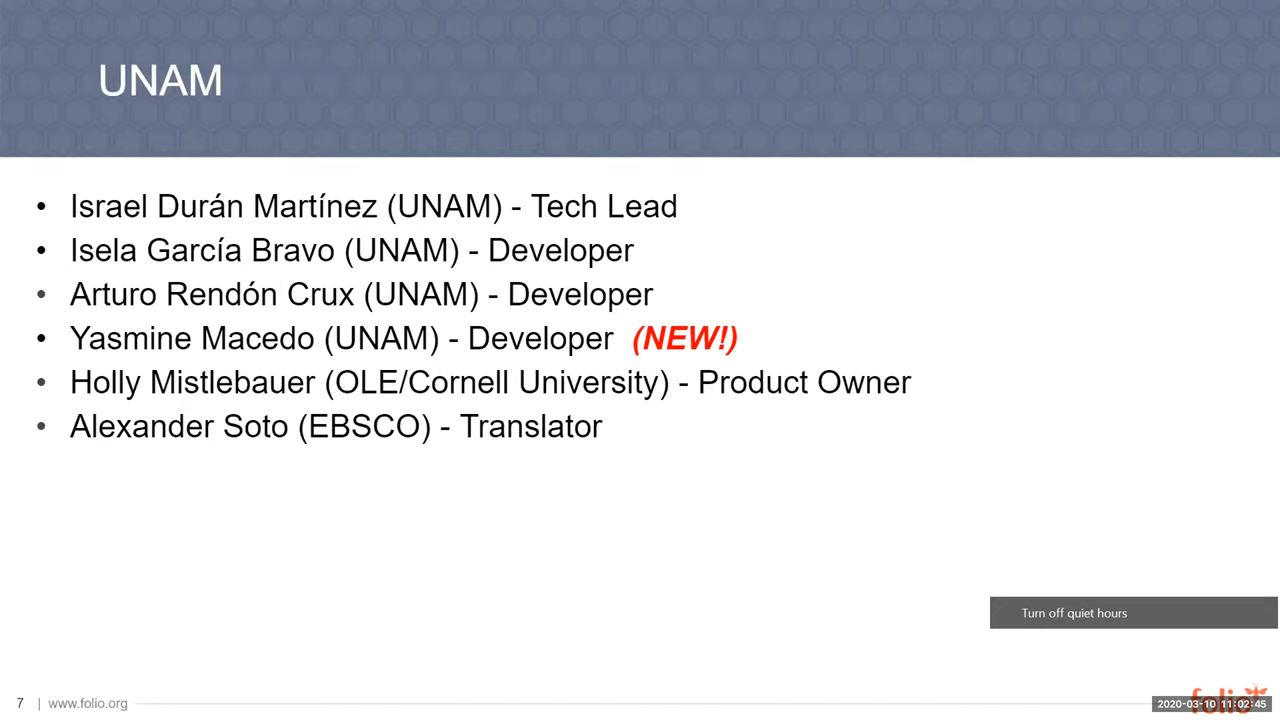 UNAM
• Israel Durán Martínez (UNAM) - Tech Lead
• Isela García Bravo (UNAM) - Developer
• Arturo Rendón Crux (UNAM) - Developer
• Yasmine Macedo (UNAM) - Developer (NEW!)
• Holly Mistlebauer (OLE/Cornell University) - Product Owner
• Alexander Soto (EBSCO) - Translator
Turn off quiet hours
7 | www.folio.org
folio
2020-03-10 11:02:45